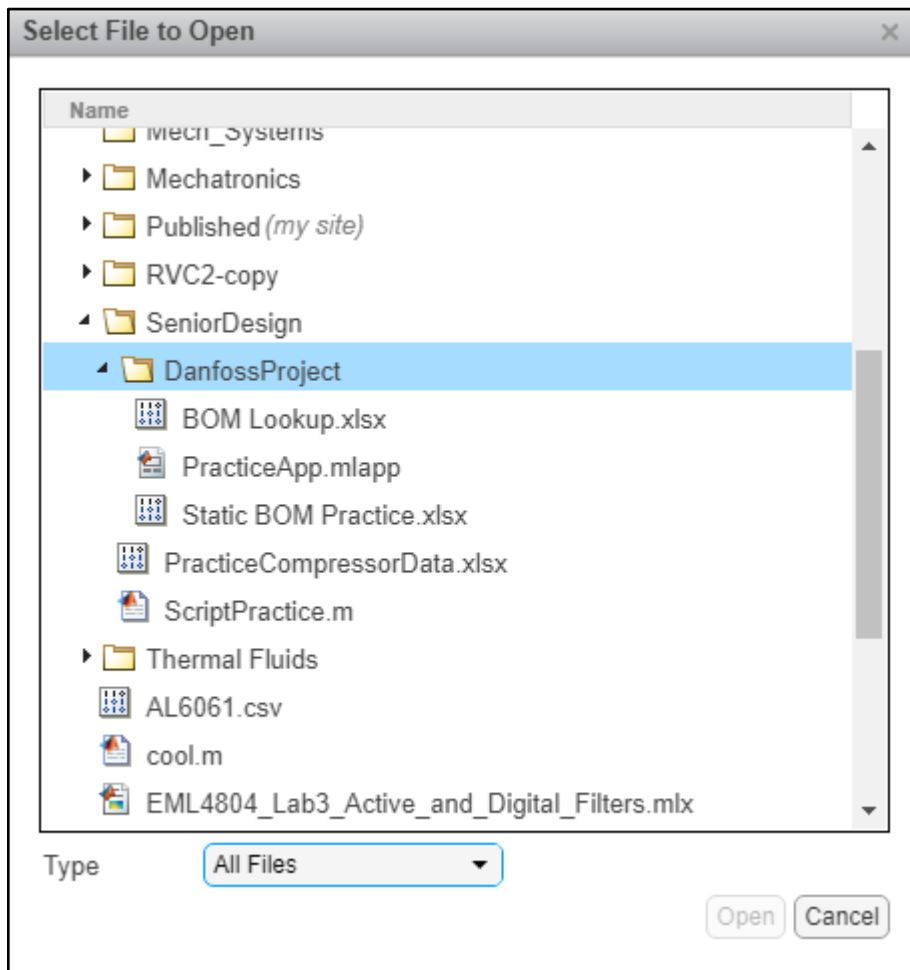 Select File to Open
Name
Mech_Systems
Mechatronics
Published (my site)
RVC2-copy
SeniorDesign
DanfossProject
BOM Lookup.xlsx
PracticeApp.mlapp
Static BOM Practice.xlsx
PracticeCompressorData.xlsx
ScriptPractice.m
Thermal Fluids
AL6061.csv
cool.m
EML4804_Lab3_Active_and_Digital_Filters.mlx
Type All Files
Open Cancel